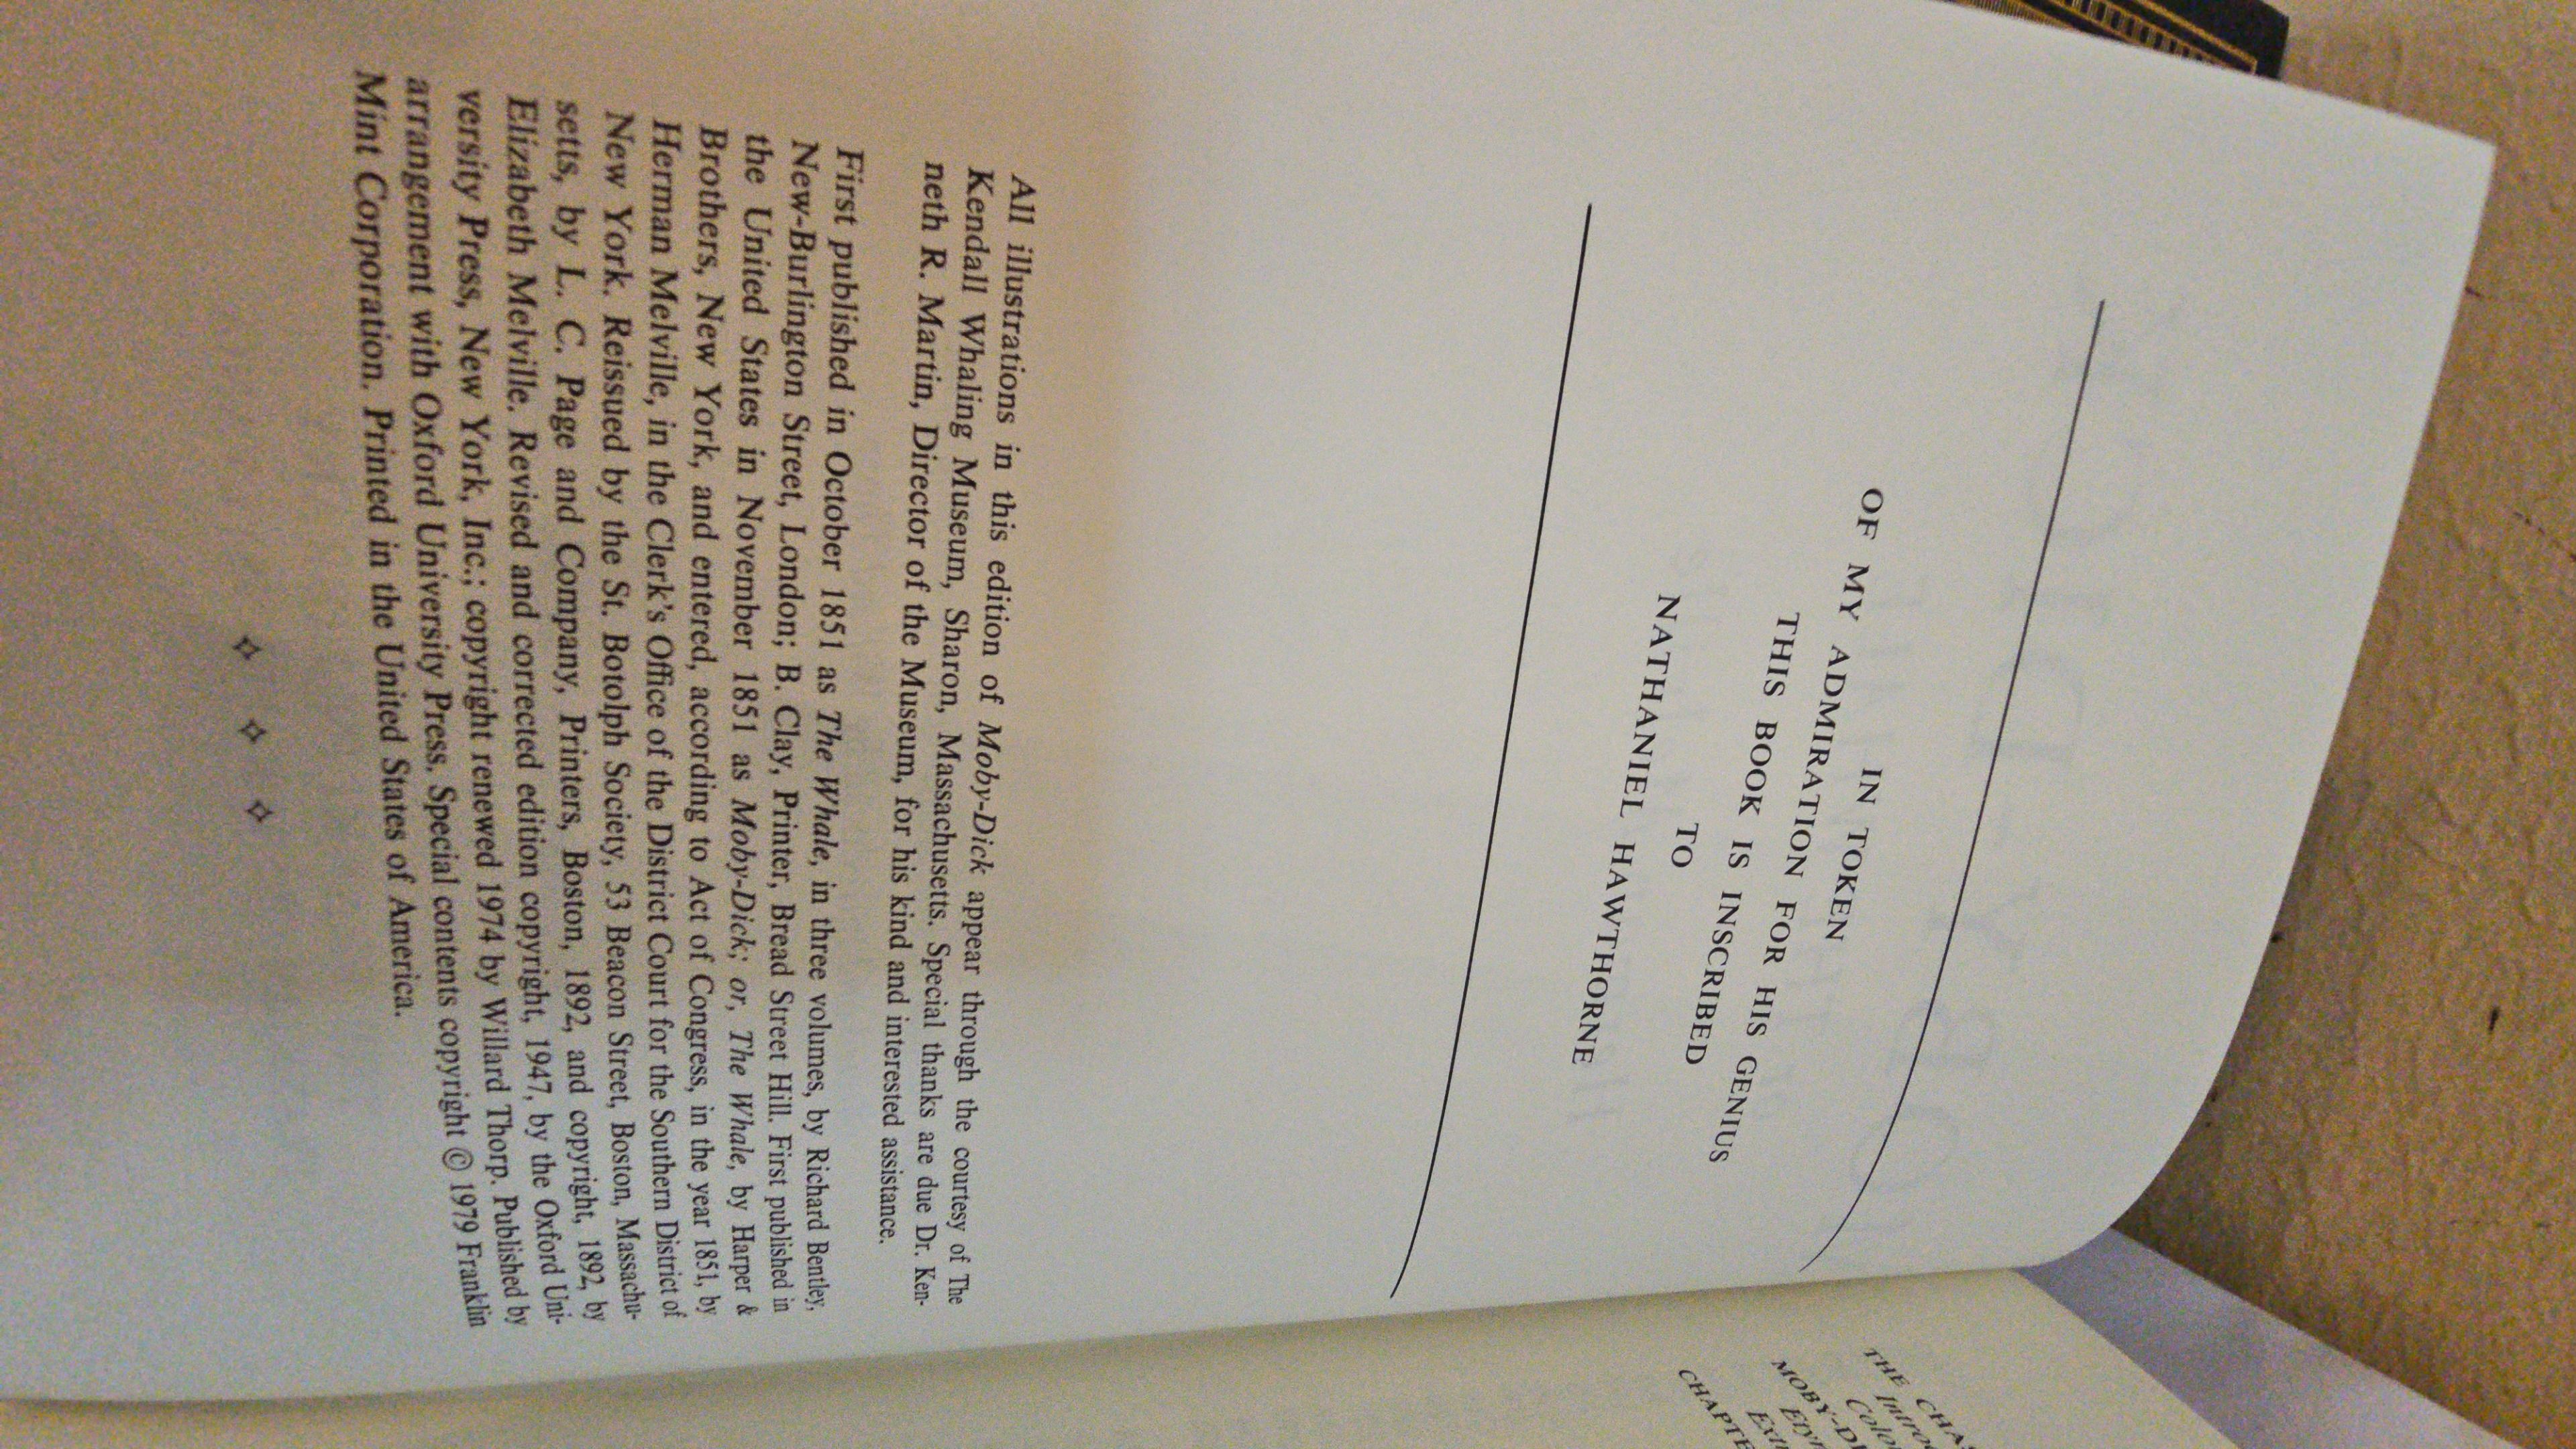 IN TOKEN
OF MY ADMIRATION FOR HIS GENIUS
THIS BOOK IS INSCRIBED
TO
NATHANIEL HAWTHORNE
All illustrations in this edition of Moby-Dick appear through the courtesy of The
Kendall Whaling Museum, Sharon, Massachusetts. Special thanks are due Dr. Ken-
neth R. Martin, Director of the Museum, for his kind and interested assistance.
First published in October 1851 as The Whale, in three volumes, by Richard Bentley,
New-Burlington Street, London; B. Clay, Printer, Bread Street Hill. First published in
the United States in November 1851 as Moby-Dick; or, The Whale, by Harper &
Brothers, New York, and entered, according to Act of Congress, in the year 1851, by
Herman Melville, in the Clerk's Office of the District Court for the Southern District of
New York. Reissued by the St. Botolph Society, 53 Beacon Street, Boston, Massachu-
setts, by L. C. Page and Company, Printers, Boston, 1892, and copyright, 1892, by
Elizabeth Melville. Revised and corrected edition copyright, 1947, by the Oxford Uni-
versity Press, New York, Inc.; copyright renewed 1974 by Willard Thorp. Published by
arrangement with Oxford University Press. Special contents copyright © 1979 Franklin
Mint Corporation. Printed in the United States of America.
THE